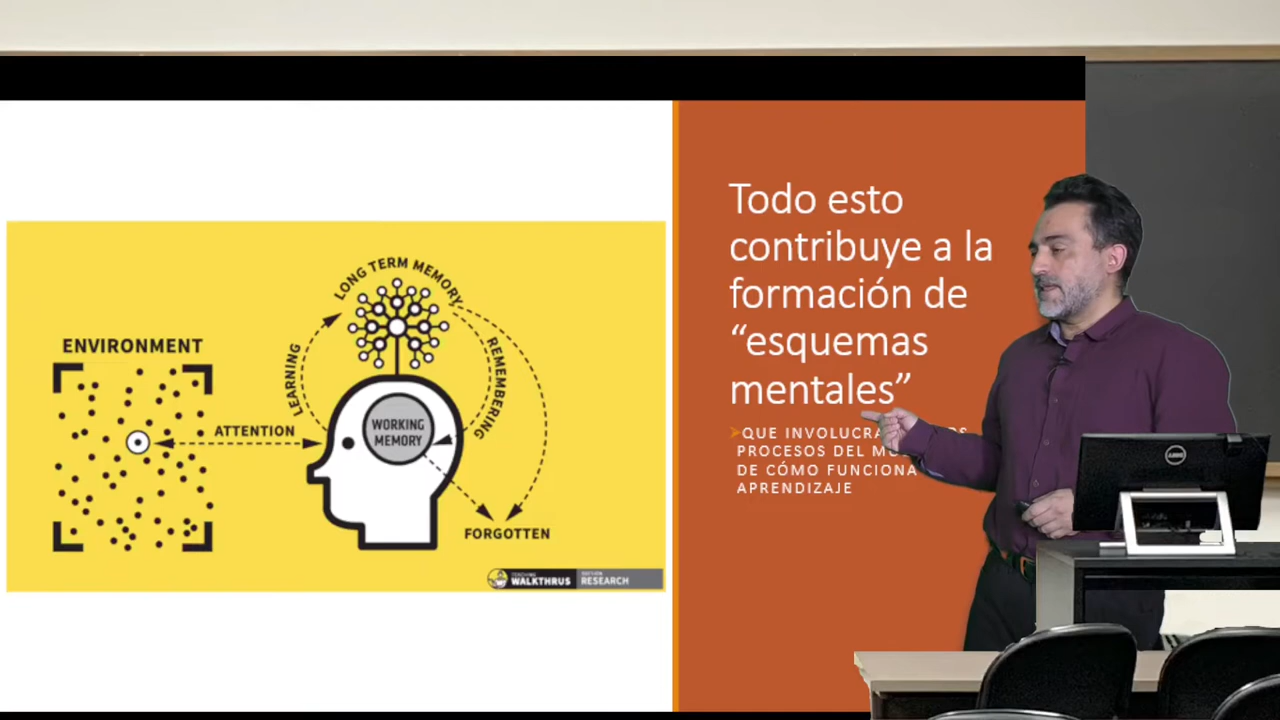 Todo esto
contribuye a la
formación de
“esquemas
mentales”
QUE INVOLUCRA
PROCESOS DEL
DE CÓMO FUNCIONA
APRENDIZAJE
ENVIRONMENT
ATTENTION
LEARNING
LONG TERM MEMORY
REMEMBERING
WORKING
MEMORY
FORGOTTEN
WALKTHRUS
RESEARCH
DELL